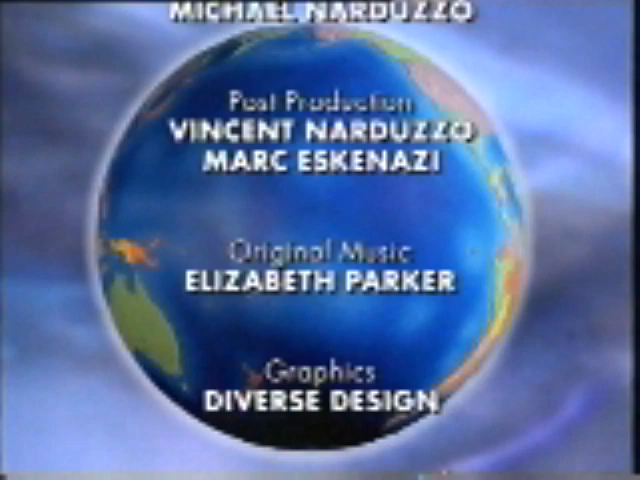 MICHAEL NARDUZZO
Post Production
VINCENT NARDUZZO
MARC ESKENAZI
Original Music
ELIZABETH PARKER
Graphics
DIVERSE DESIGN